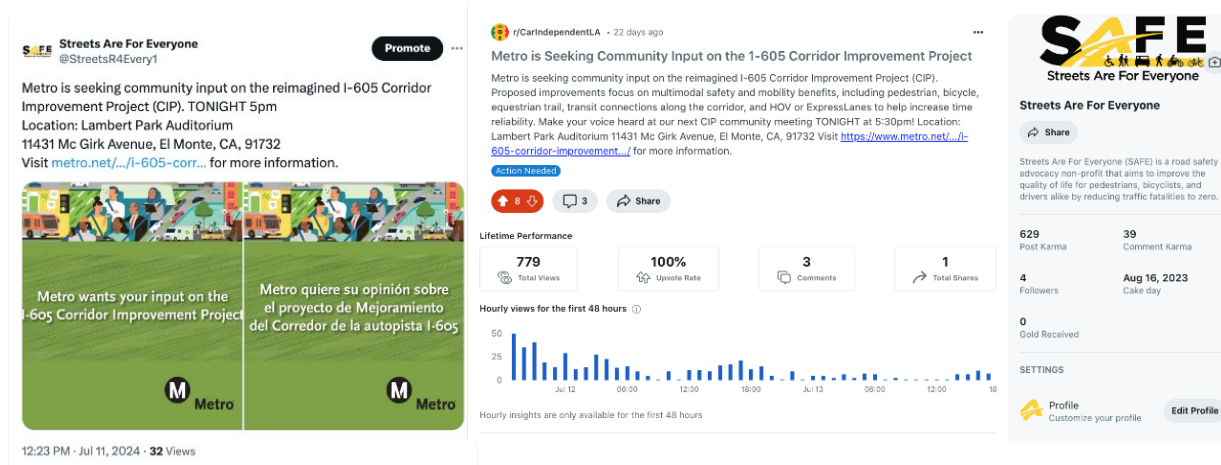 SAFE
Streets Are For Everyone
@StreetsR4Every1
Promote
Metro is seeking community input on the reimagined I-605 Corridor
Improvement Project (CIP). TONIGHT 5pm
Location: Lambert Park Auditorium
11431 Mc Girk Avenue, El Monte, CA, 91732
Visit metro.net/.../i-605-corr... for more information.
Metro wants your input on the
I-605 Corridor Improvement Project
M
Metro
Metro quiere su opinión sobre
el proyecto de Mejoramiento
del Corredor de la autopista I-605
M
Metro
12:23 PM · Jul 11, 2024 · 32 Views
r/CarIndependentLA • 22 days ago
Metro is Seeking Community Input on the 1-605 Corridor Improvement Project
Metro is seeking community input on the reimagined I-605 Corridor Improvement Project (CIP).
Proposed improvements focus on multimodal safety and mobility benefits, including pedestrian, bicycle,
equestrian trail, transit connections along the corridor, and HOV or ExpressLanes to help increase time
reliability. Make your voice heard at our next CIP community meeting TONIGHT at 5:30pm! Location:
Lambert Park Auditorium 11431 Mc Girk Avenue, El Monte, CA, 91732 Visit https://www.metro.net/.../i-
605-corridor-improvement.../ for more information.
Action Needed
8
3
Share
Lifetime Performance
779
Total Views
100%
Upvote Rate
3
Comments
1
Total Shares
Hourly views for the first 48 hours
50
25
0
Jul 12 06:00 12:00 18:00 Jul 13 06:00 12:00 18
Hourly insights are only available for the first 48 hours
SAFE
Streets Are For Everyone
Streets Are For Everyone
Share
Streets Are For Everyone (SAFE) is a road safety
advocacy non-profit that aims to improve the
quality of life for pedestrians, bicyclists, and
drivers alike by reducing traffic fatalities to zero.
629
Post Karma
39
Comment Karma
4
Followers
Aug 16, 2023
Cake day
0
Gold Received
SETTINGS
Profile
Customize your profile
Edit Profile